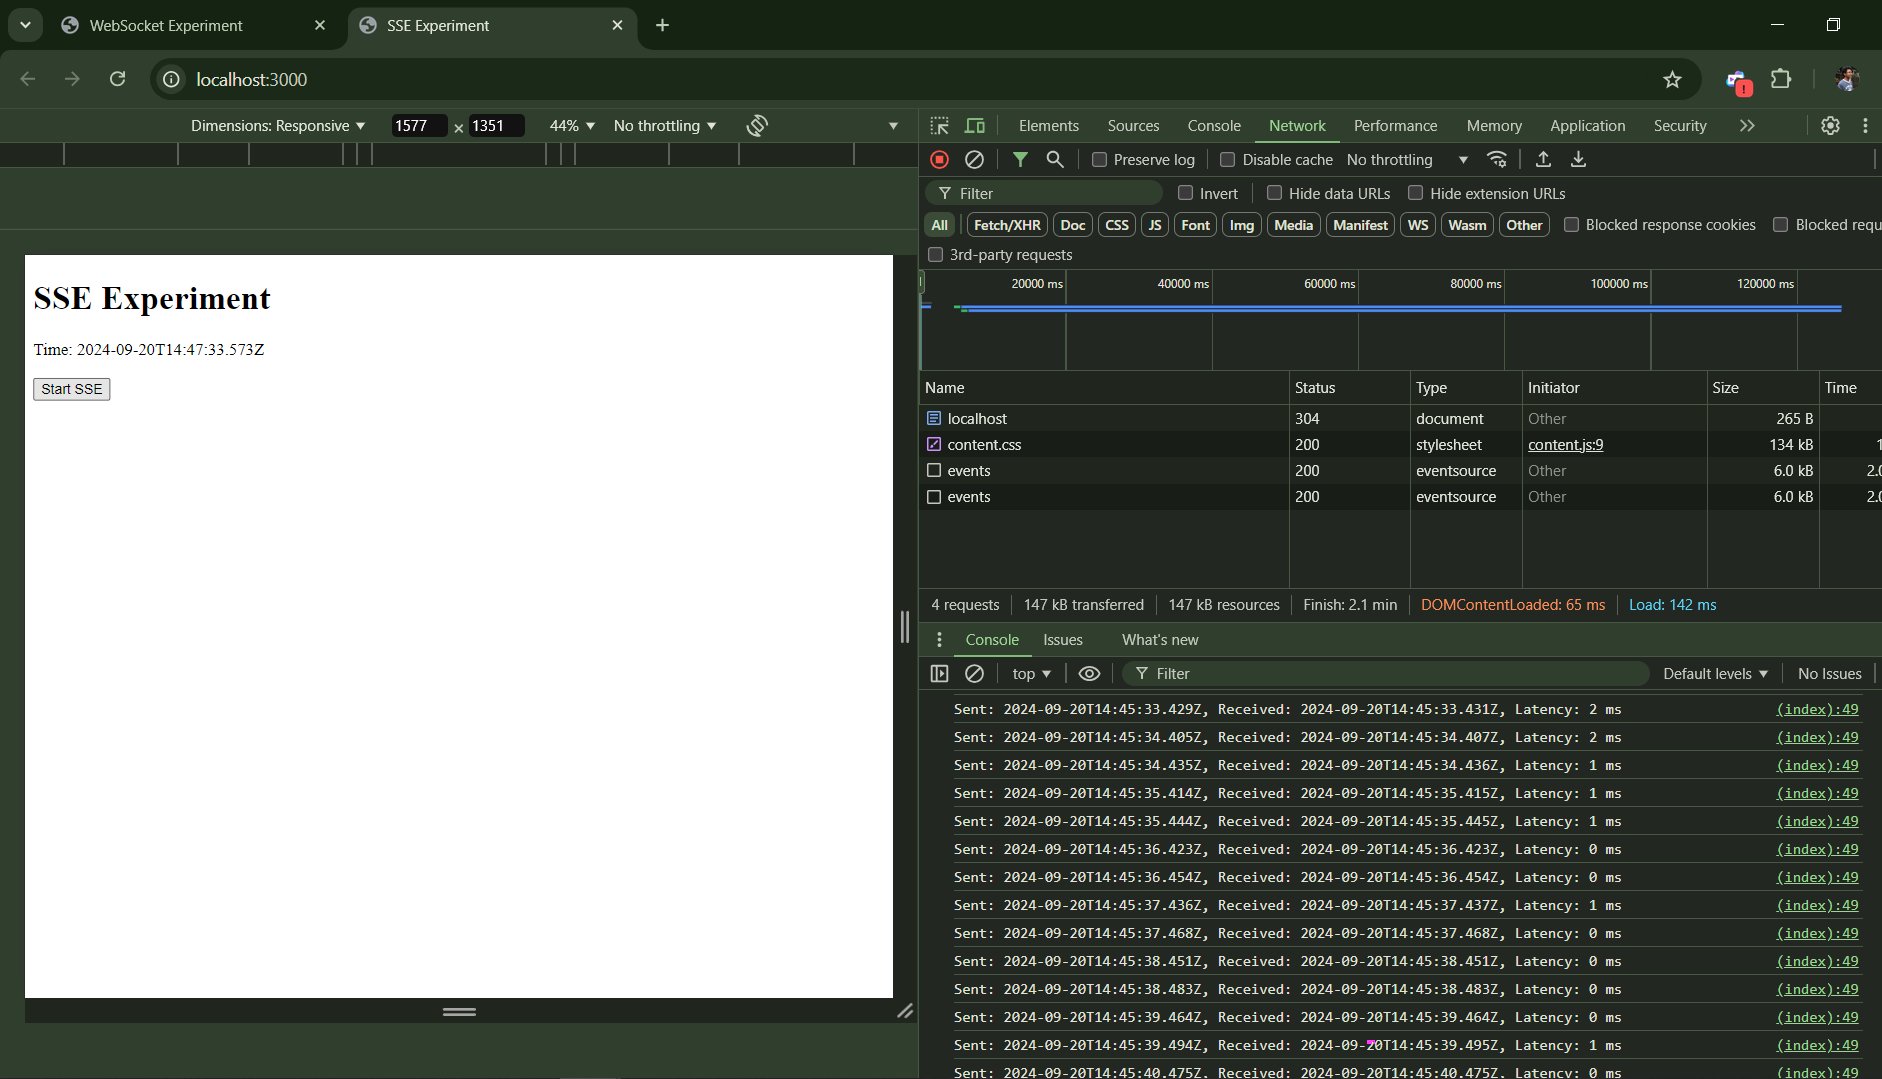 WebSocket Experiment
SSE Experiment
localhost:3000
Dimensions: Responsive 1577 × 1351 44% No throttling
Elements Sources Console Network Performance Memory Application Security
Preserve log Disable cache No throttling
Filter Invert Hide data URLs Hide extension URLs
All Fetch/XHR Doc CSS JS Font Img Media Manifest WS Wasm Other Blocked response cookies Blocked requ
3rd-party requests
20000 ms 40000 ms 60000 ms 80000 ms 100000 ms 120000 ms
SSE Experiment
Time: 2024-09-20T14:47:33.573Z
Start SSE
Name Status Type Initiator Size Time
localhost 304 document Other 265 B
content.css 200 stylesheet content.js:9 134 kB 1
events 200 eventsource Other 6.0 kB 2.0
events 200 eventsource Other 6.0 kB 2.0
4 requests 147 kB transferred 147 kB resources Finish: 2.1 min DOMContentLoaded: 65 ms Load: 142 ms
Console Issues What's new
top Filter Default levels No Issues
Sent: 2024-09-20T14:45:33.429Z, Received: 2024-09-20T14:45:33.431Z, Latency: 2 ms (index):49
Sent: 2024-09-20T14:45:34.405Z, Received: 2024-09-20T14:45:34.407Z, Latency: 2 ms (index):49
Sent: 2024-09-20T14:45:34.435Z, Received: 2024-09-20T14:45:34.436Z, Latency: 1 ms (index):49
Sent: 2024-09-20T14:45:35.414Z, Received: 2024-09-20T14:45:35.415Z, Latency: 1 ms (index):49
Sent: 2024-09-20T14:45:35.444Z, Received: 2024-09-20T14:45:35.445Z, Latency: 1 ms (index):49
Sent: 2024-09-20T14:45:36.423Z, Received: 2024-09-20T14:45:36.423Z, Latency: 0 ms (index):49
Sent: 2024-09-20T14:45:36.454Z, Received: 2024-09-20T14:45:36.454Z, Latency: 0 ms (index):49
Sent: 2024-09-20T14:45:37.436Z, Received: 2024-09-20T14:45:37.437Z, Latency: 1 ms (index):49
Sent: 2024-09-20T14:45:37.468Z, Received: 2024-09-20T14:45:37.468Z, Latency: 0 ms (index):49
Sent: 2024-09-20T14:45:38.451Z, Received: 2024-09-20T14:45:38.451Z, Latency: 0 ms (index):49
Sent: 2024-09-20T14:45:38.483Z, Received: 2024-09-20T14:45:38.483Z, Latency: 0 ms (index):49
Sent: 2024-09-20T14:45:39.464Z, Received: 2024-09-20T14:45:39.464Z, Latency: 0 ms (index):49
Sent: 2024-09-20T14:45:39.494Z, Received: 2024-09-20T14:45:39.495Z, Latency: 1 ms (index):49
Sent: 2024-09-20T14:45:40.475Z, Received: 2024-09-20T14:45:40.475Z, Latency: 0 ms (index):49